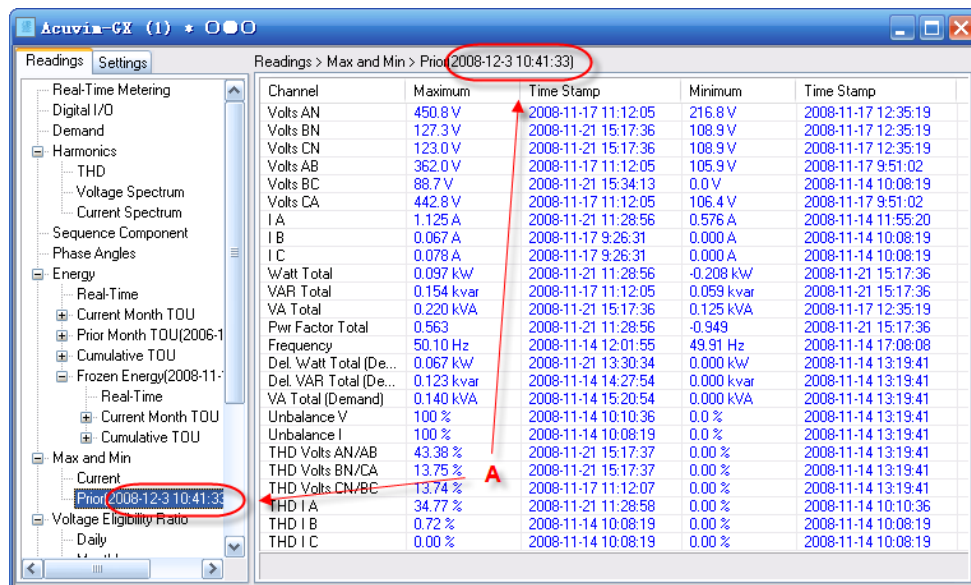 Acuvim-GX (1) *
Readings Settings
Readings > Max and Min > Prior(2008-12-3 10:41:33)
Real-Time Metering
Digital I/O
Demand
Harmonics
THD
Voltage Spectrum
Current Spectrum
Sequence Component
Phase Angles
Energy
Real-Time
Current Month TOU
Prior Month TOU(2006-1
Cumulative TOU
Frozen Energy(2008-11-
Real-Time
Current Month TOU
Cumulative TOU
Max and Min
Current
Prior(2008-12-3 10:41:33
Voltage Eligibility Ratio
Daily
Channel Maximum Time Stamp Minimum Time Stamp
Volts AN 450.8 V 2008-11-17 11:12:05 216.8 V 2008-11-17 12:35:19
Volts BN 127.3 V 2008-11-21 15:17:36 108.9 V 2008-11-17 12:35:19
Volts CN 123.0 V 2008-11-21 15:17:36 108.9 V 2008-11-17 12:35:19
Volts AB 362.0 V 2008-11-17 11:12:05 105.9 V 2008-11-17 9:51:02
Volts BC 88.7 V 2008-11-21 15:34:13 0.0 V 2008-11-14 10:08:19
Volts CA 442.8 V 2008-11-17 11:12:05 106.4 V 2008-11-17 9:51:02
I A 1.125 A 2008-11-21 11:28:56 0.576 A 2008-11-14 11:55:20
I B 0.067 A 2008-11-17 9:26:31 0.000 A 2008-11-14 10:08:19
I C 0.078 A 2008-11-17 9:26:31 0.000 A 2008-11-14 10:08:19
Watt Total 0.097 kW 2008-11-21 11:28:56 -0.208 kW 2008-11-21 15:17:36
VAR Total 0.154 kvar 2008-11-17 11:12:05 0.059 kvar 2008-11-21 15:17:36
VA Total 0.220 kVA 2008-11-21 15:17:36 0.125 kVA 2008-11-17 12:35:19
Pwr Factor Total 0.563 2008-11-21 11:28:56 -0.949 2008-11-21 15:17:36
Frequency 50.10 Hz 2008-11-14 12:01:55 49.91 Hz 2008-11-14 17:08:08
Del. Watt Total (De... 0.067 kW 2008-11-21 13:30:34 0.000 kW 2008-11-14 13:19:41
Del. VAR Total (De... 0.123 kvar 2008-11-14 14:27:54 0.000 kvar 2008-11-14 13:19:41
VA Total (Demand) 0.140 kVA 2008-11-14 15:20:54 0.000 kVA 2008-11-14 13:19:41
Unbalance V 100 % 2008-11-14 10:10:36 0.0 % 2008-11-14 13:19:41
Unbalance I 100 % 2008-11-14 10:08:19 0.0 % 2008-11-14 13:19:41
THD Volts AN/AB 43.38 % 2008-11-21 15:17:37 0.00 % 2008-11-14 13:19:41
THD Volts BN/CA 13.75 % 2008-11-21 15:17:37 0.00 % 2008-11-14 13:19:41
THD Volts CN/BC 13.74 % 2008-11-17 11:12:07 0.00 % 2008-11-14 13:19:41
THD I A 34.77 % 2008-11-21 11:28:58 0.00 % 2008-11-14 10:10:36
THD I B 0.72 % 2008-11-14 10:08:19 0.00 % 2008-11-14 10:08:19
THD I C 0.00 % 2008-11-14 10:08:19 0.00 % 2008-11-14 10:08:19
A